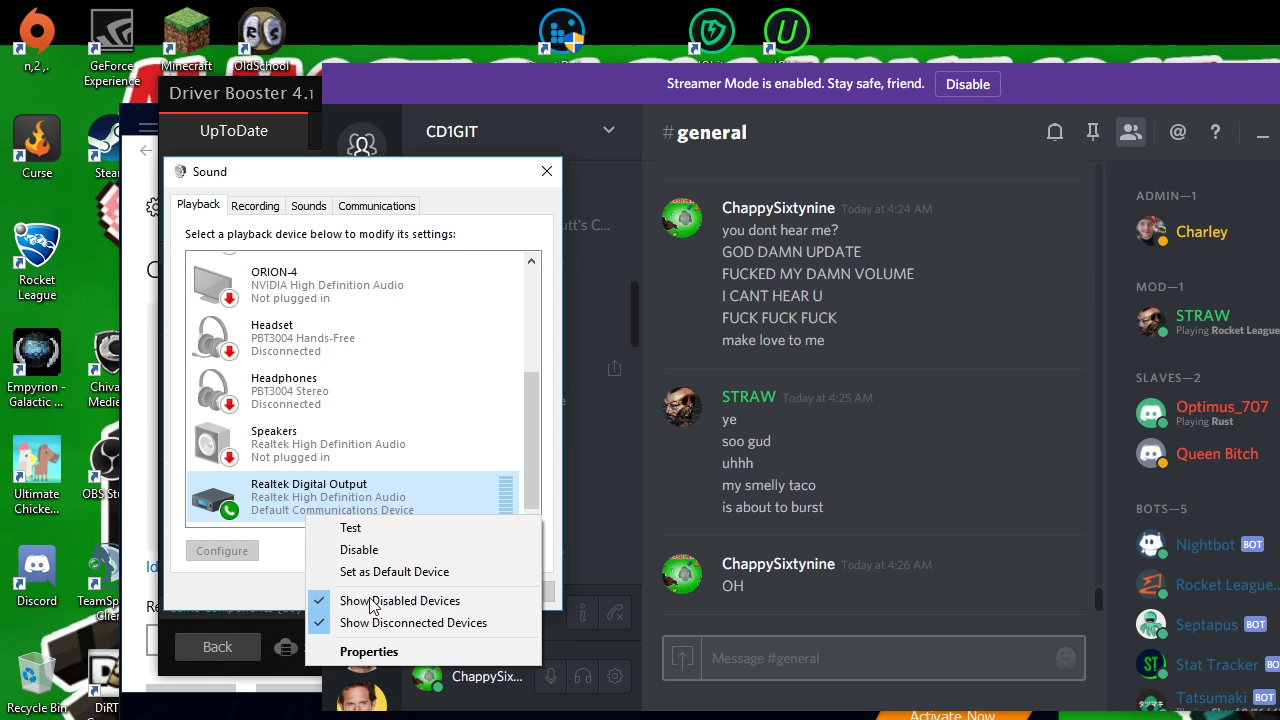 n,2 ,.
GeForce
Experience
Minecraft
OldSchool
Curse
Rocket
League
Empyrion -
Galactic ...
Ultimate
Chicke...
Discord
Recycle Bin
Driver Booster 4.1
UpToDate
Back
Sound
Playback
Recording
Sounds
Communications
Select a playback device below to modify its settings:
ORION-4
NVIDIA High Definition Audio
Not plugged in
Headset
PBT3004 Hands-Free
Disconnected
Headphones
PBT3004 Stereo
Disconnected
Speakers
Realtek High Definition Audio
Not plugged in
Realtek Digital Output
Realtek High Definition Audio
Default Communications Device
Configure
Test
Disable
Set as Default Device
Show Disabled Devices
Show Disconnected Devices
Properties
Streamer Mode is enabled. Stay safe, friend.
Disable
CD1GIT
#general
@ ?
ChappySixtynine Today at 4:24 AM
you dont hear me?
GOD DAMN UPDATE
FUCKED MY DAMN VOLUME
I CANT HEAR U
FUCK FUCK FUCK
make love to me
STRAW Today at 4:25 AM
ye
soo gud
uhhh
my smelly taco
is about to burst
ChappySixtynine Today at 4:26 AM
OH
Message #general
ChappySix...
ADMIN—1
Charley
MOD—1
STRAW
Playing Rocket League
SLAVES—2
Optimus_707
Playing Rust
Queen Bitch
BOTS—5
Nightbot BOT
Rocket League... BO
Septapus BOT
Stat Tracker BO
Tatsumaki BOT
Activate Now